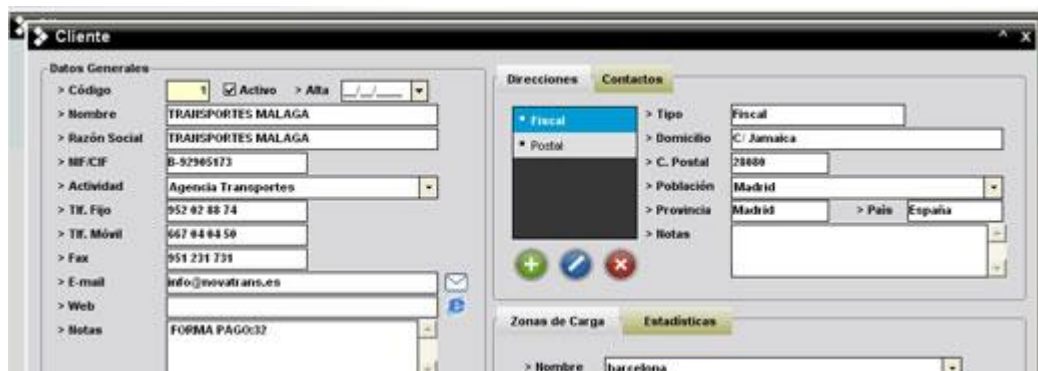 Cliente
Datos Generales
> Código 1 Activo > Alta __/__/____
> Nombre TRANSPORTES MALAGA
> Razón Social TRANSPORTES MALAGA
> NIF/CIF B-92905173
> Actividad Agencia Transportes
> Tlf. Fijo 952 02 88 74
> Tlf. Móvil 667 04 04 50
> Fax 951 231 731
> E-mail info@novatrans.es
> Web
> Notas FORMA PAGO:32
Direcciones Contactos
* Fiscal
* Postal
> Tipo Fiscal
> Domicilio C/ Jamaica
> C. Postal 28080
> Población Madrid
> Provincia Madrid > Pais España
> Notas
Zonas de Carga Estadísticas
> Nombre barcelona